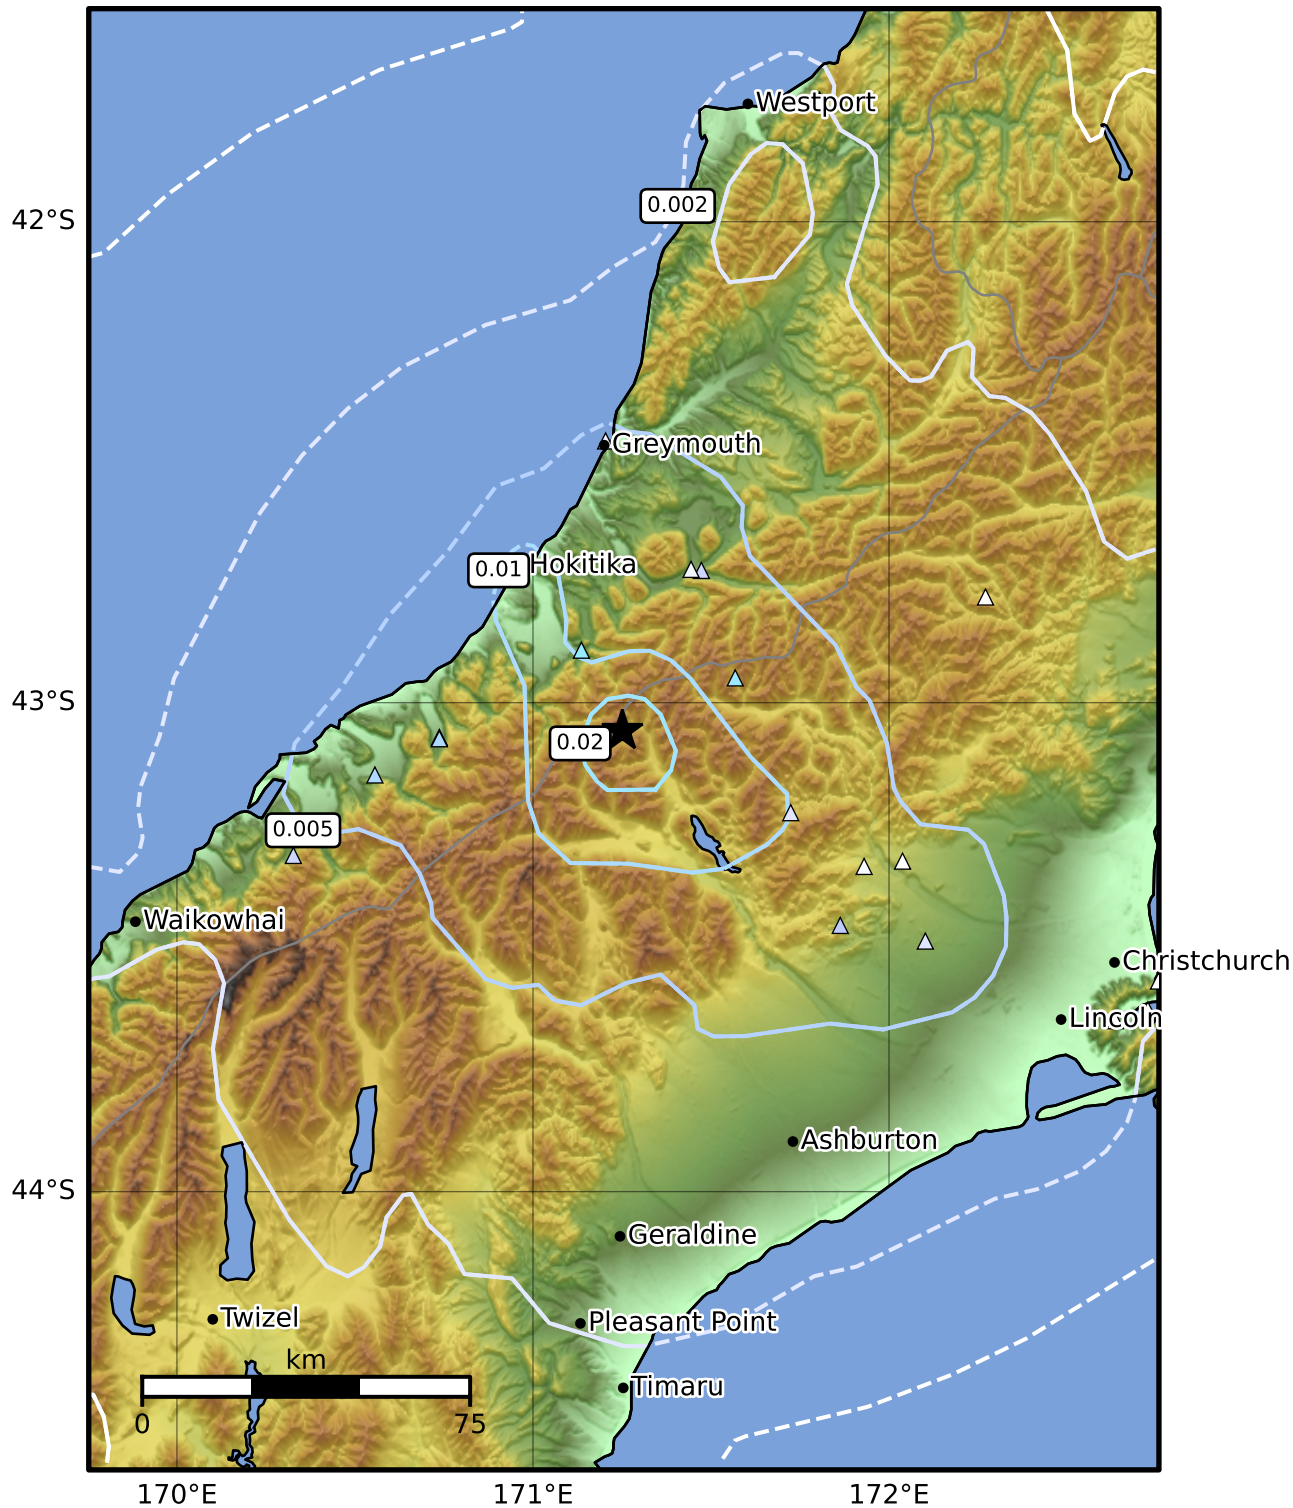 Westport
0.002
42°S
Greymouth
0.01
Hokitika
43°S
0.02
0.005
Waikowhai
Christchurch
Lincoln
Ashburton
44°S
Geraldine
Twizel
Pleasant Point
km
Timaru
0
75
170°E
171°E
172°E